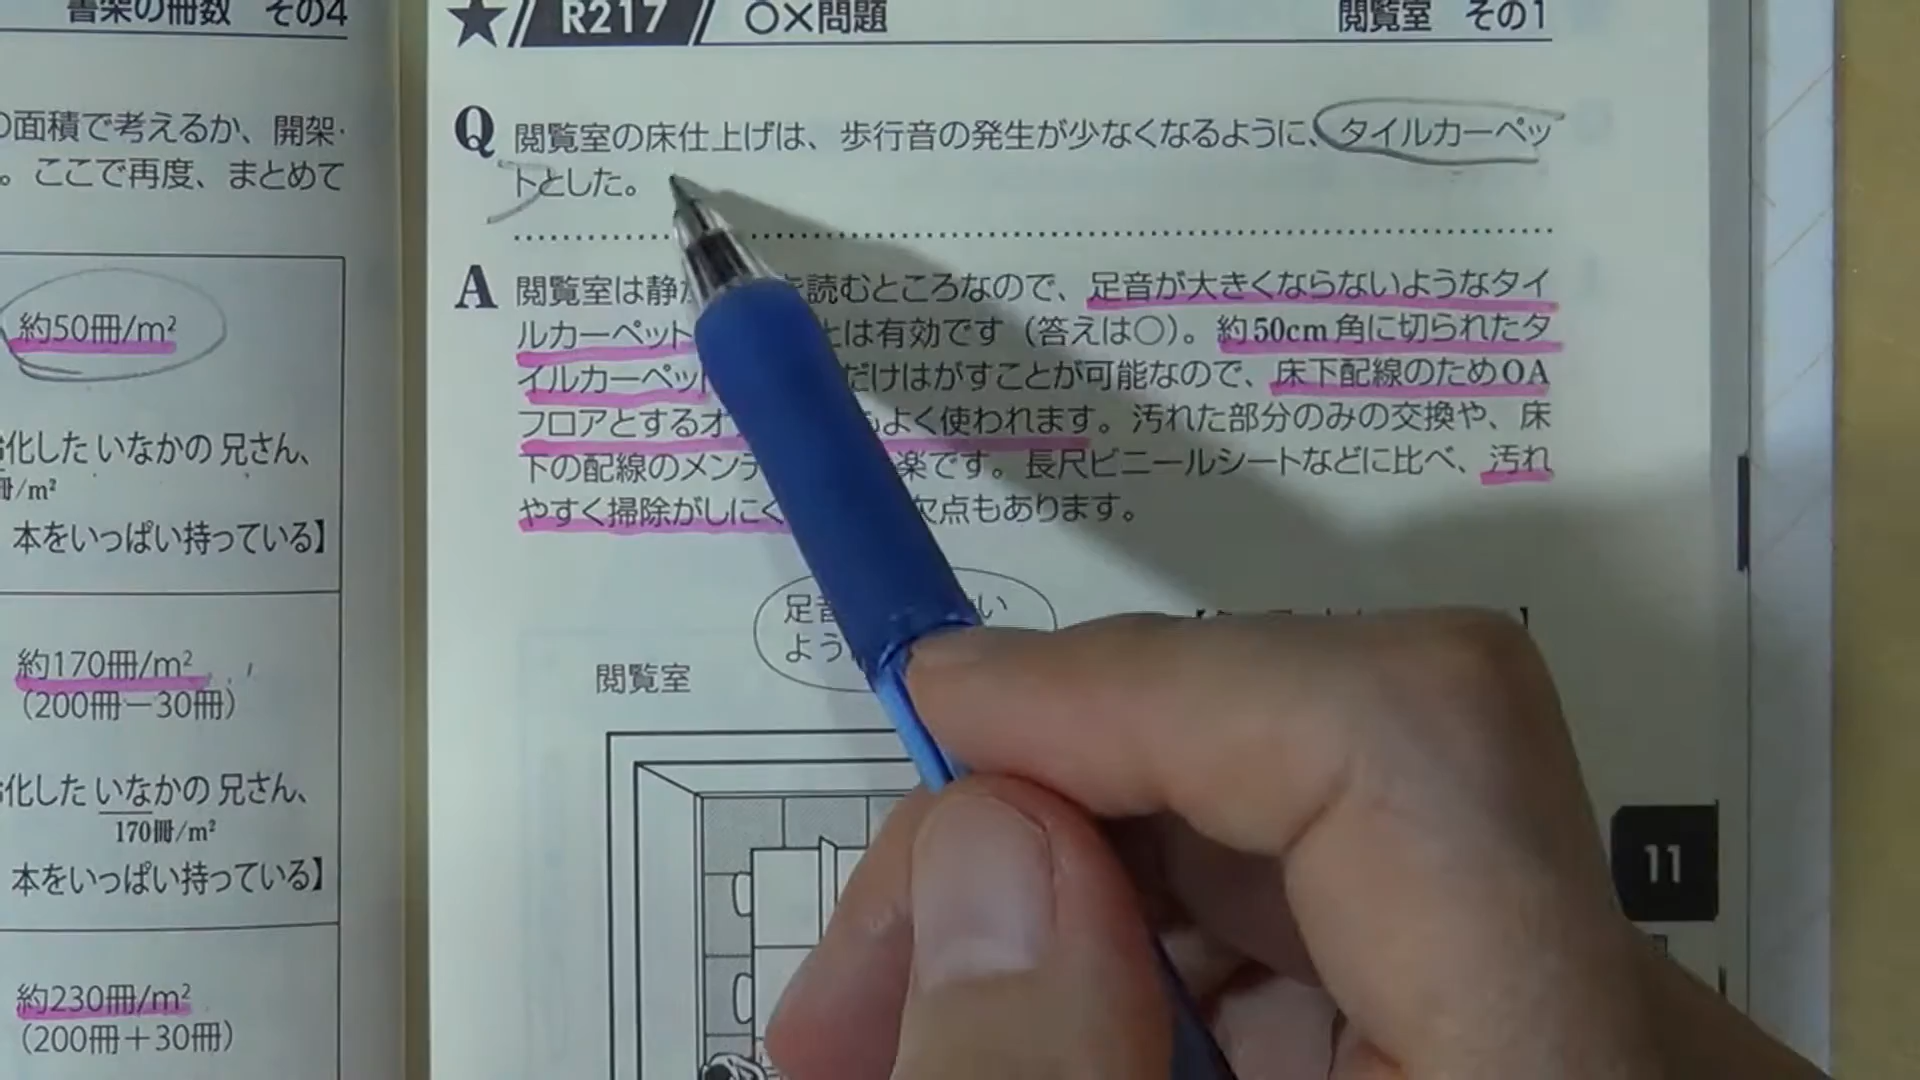 書架の冊数 その4
の面積で考えるか、開架·
。ここで再度、まとめて
約50冊/m²
化した いなかの 兄さん、
冊/m²
本をいっぱい持っている】
約170冊/m²
(200冊－30冊)
化した いなかの 兄さん、
170冊/m²
本をいっぱい持っている】
約230冊/m²
(200冊＋30冊)
★ R217 ○×問題 閲覧室 その1
Q 閲覧室の床仕上げは、歩行音の発生が少なくなるように、タイルカーペッ
トとした。
A 閲覧室は静か 読むところなので、足音が大きくならないようなタイ
ルカーペット とは有効です（答えは○）。約50cm角に切られたタ
イルカーペット だけはがすことが可能なので、床下配線のためOA
フロアとするオ よく使われます。汚れた部分のみの交換や、床
下の配線のメンテ 楽です。長尺ビニールシートなどに比べ、汚れ
やすく掃除がしにく 欠点もあります。
足音 い
よう
閲覧室
11